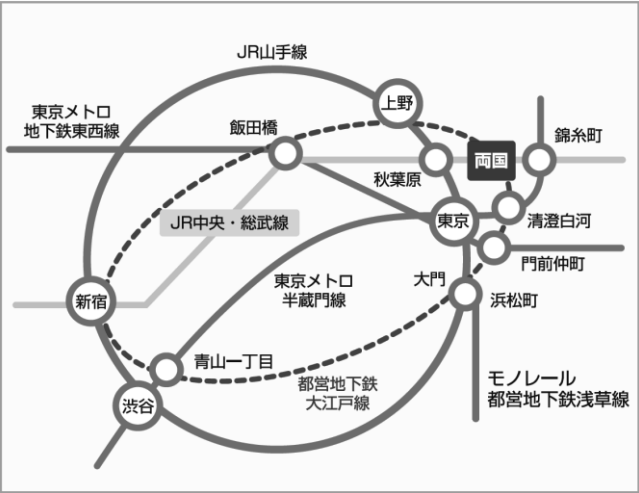 JR山手線
上野
東京メトロ
地下鉄東西線
飯田橋
錦糸町
両国
秋葉原
JR中央・総武線
東京
清澄白河
門前仲町
大門
東京メトロ
半蔵門線
新宿
浜松町
青山一丁目
都営地下鉄
大江戸線
モノレール
都営地下鉄浅草線
渋谷